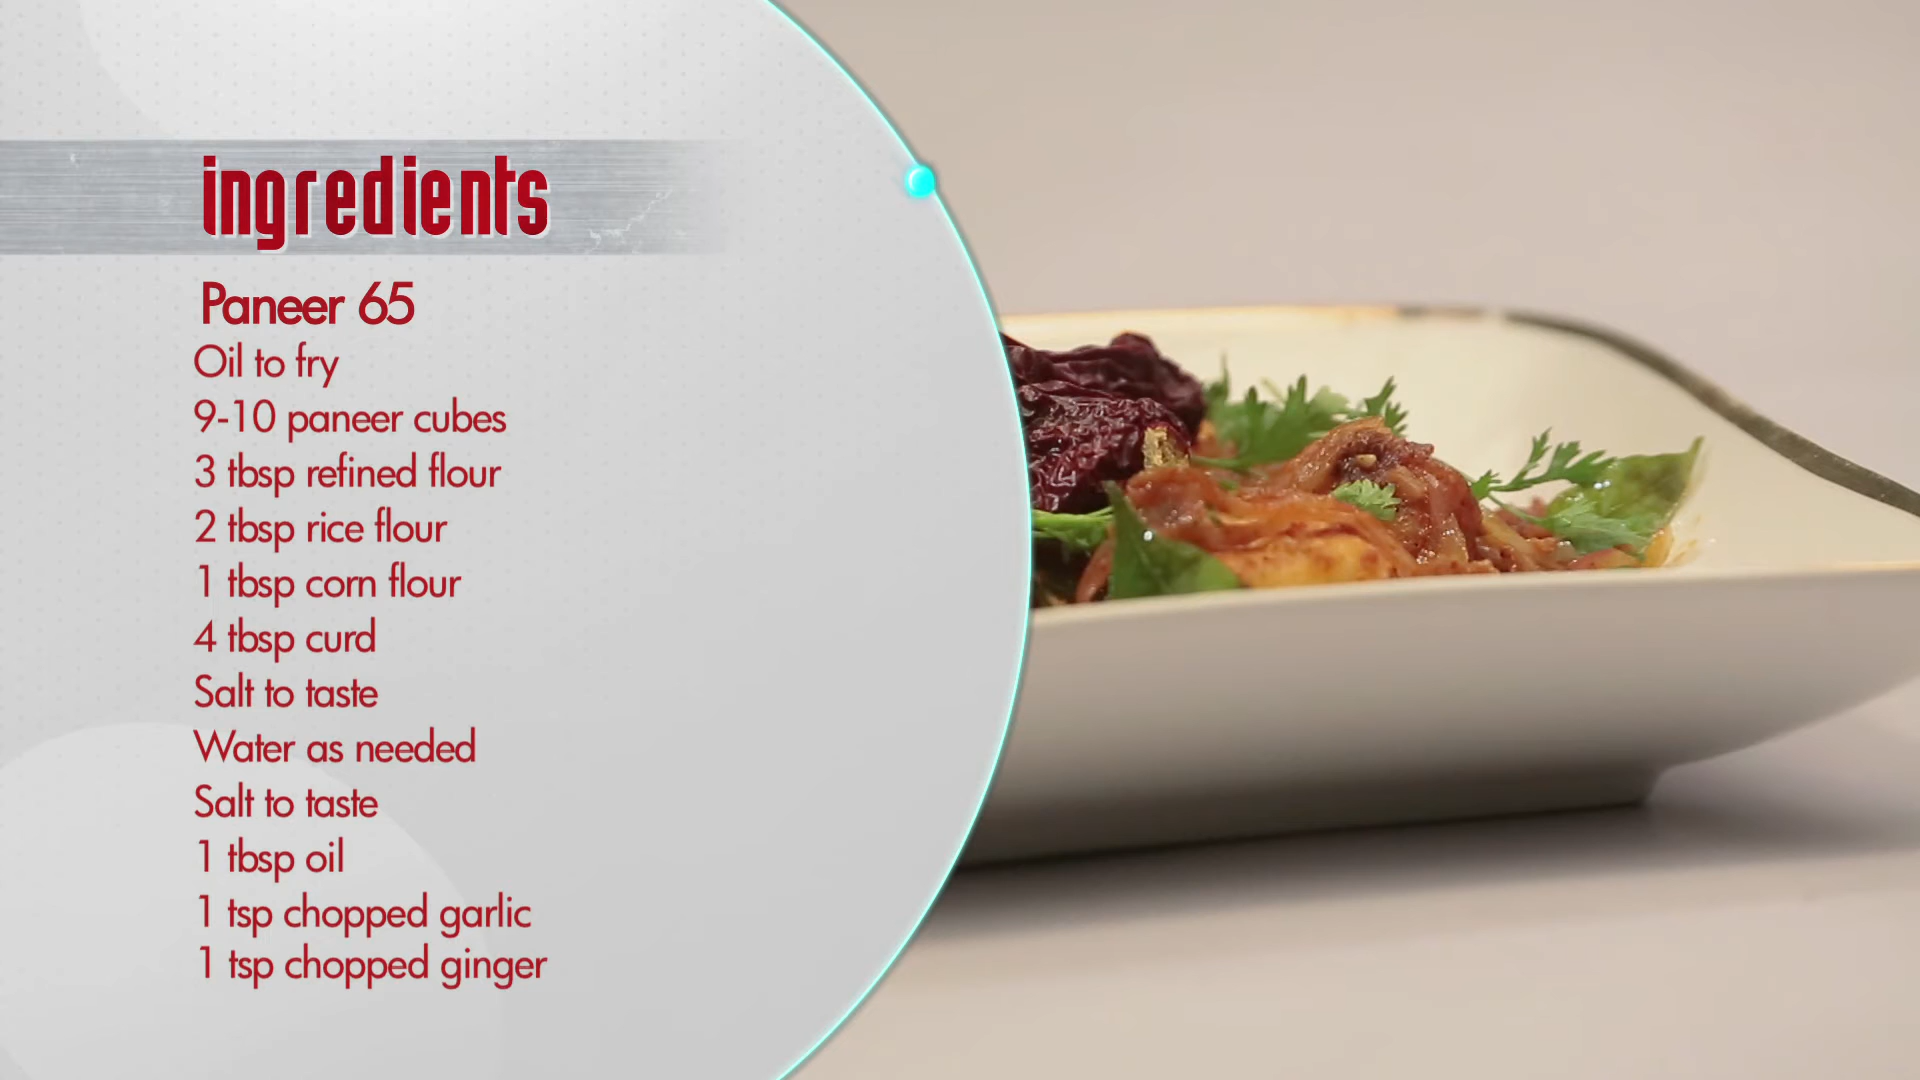 ingredients
Paneer 65
Oil to fry
9-10 paneer cubes
3 tbsp refined flour
2 tbsp rice flour
1 tbsp corn flour
4 tbsp curd
Salt to taste
Water as needed
Salt to taste
1 tbsp oil
1 tsp chopped garlic
1 tsp chopped ginger